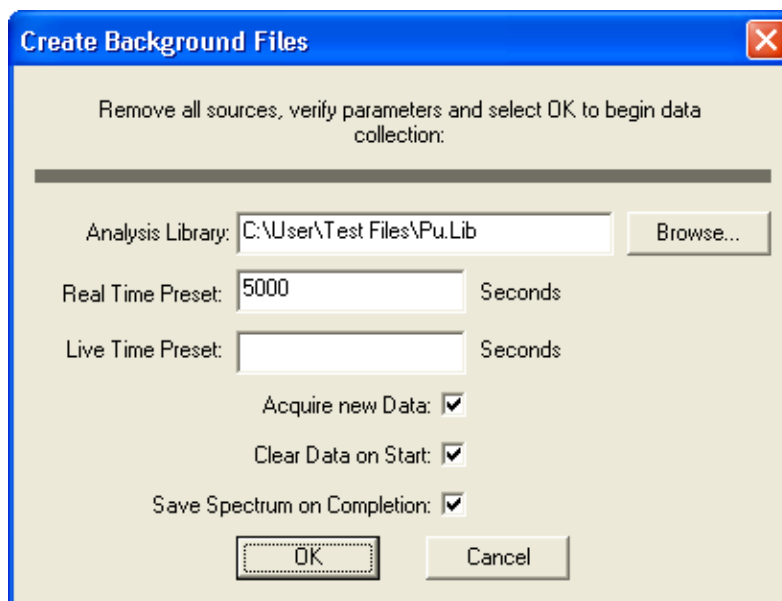 Create Background Files
Remove all sources, verify parameters and select OK to begin data
collection:
Analysis Library: C:\User\Test Files\Pu.Lib Browse...
Real Time Preset: 5000 Seconds
Live Time Preset: Seconds
Acquire new Data:
Clear Data on Start:
Save Spectrum on Completion:
OK Cancel